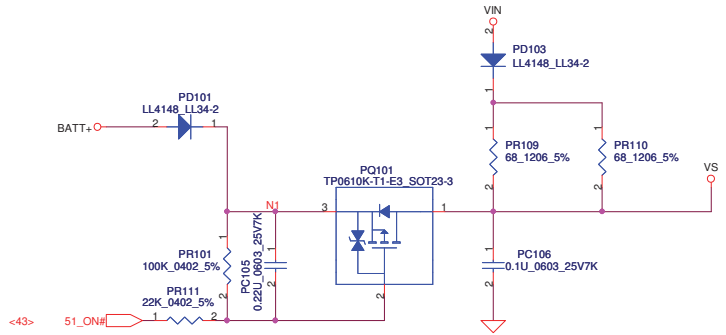 VIN
2
PD103
LL4148_LL34-2
1
PD101
LL4148_LL34-2
BATT+
2
1
1
1
PR109
68_1206_5%
PR110
68_1206_5%
2
2
VS
PQ101
TP0610K-T1-E3_SOT23-3
N1
3
1
1
1
PR101
100K_0402_5%
2
PC105
0.22U_0603_25V7K
2
1
PC106
0.1U_0603_25V7K
2
PR111
22K_0402_5%
2
<43>
51_ON#
1
2